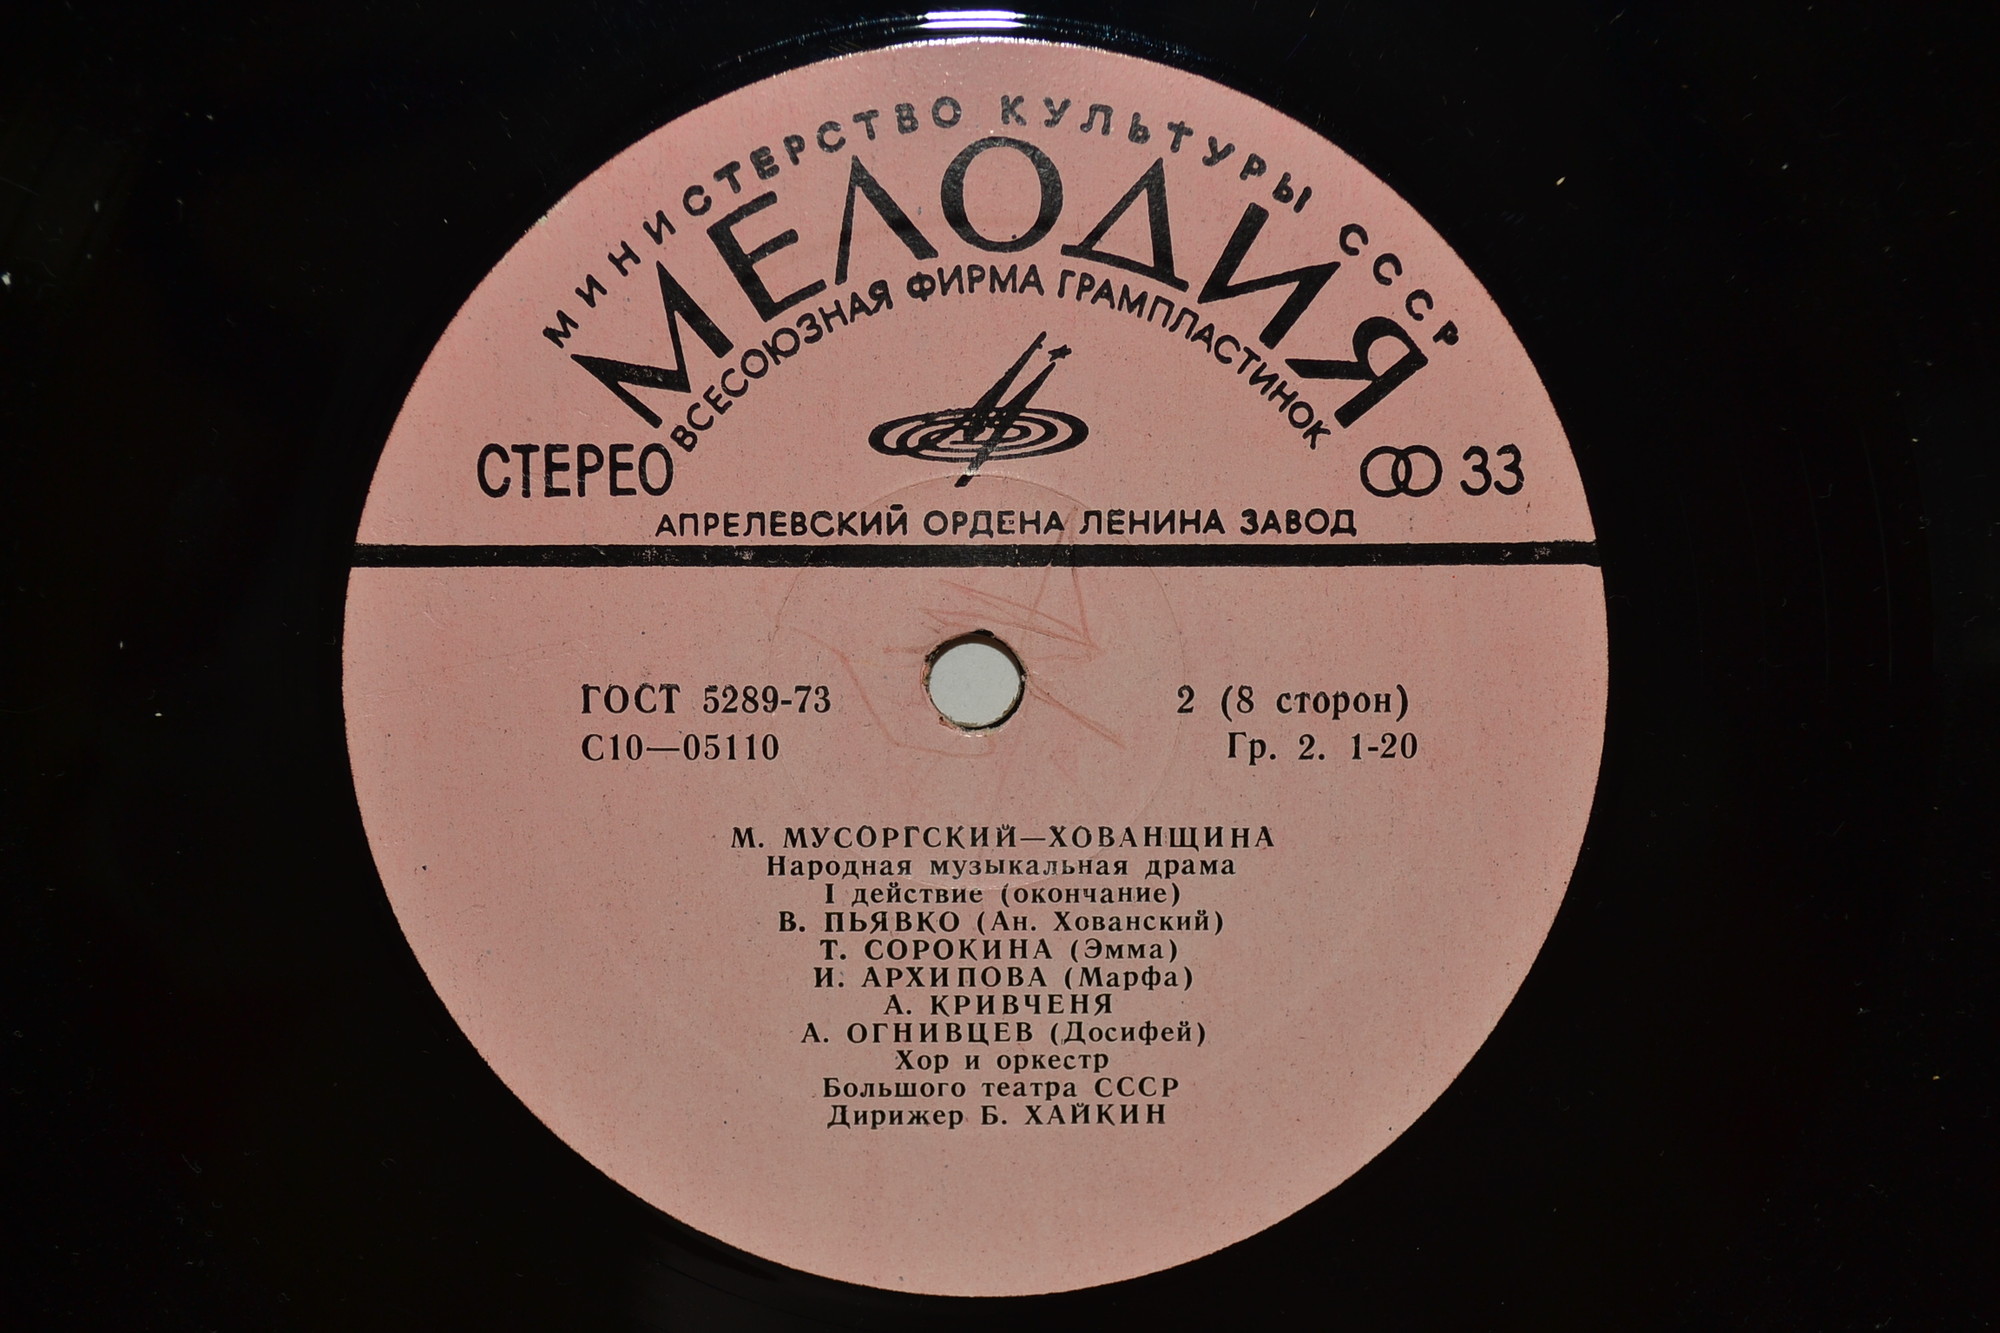 МИНИСТЕРСТВО КУЛЬТУРЫ СССР
МЕЛОДИЯ
ВСЕСОЮЗНАЯ ФИРМА ГРАМПЛАСТИНОК
СТЕРЕО
33
АПРЕЛЕВСКИЙ ОРДЕНА ЛЕНИНА ЗАВОД
ГОСТ 5289-73
2 (8 сторон)
С10—05110
Гр. 2. 1-20
М. МУСОРГСКИЙ—ХОВАНЩИНА
Народная музыкальная драма
I действие (окончание)
В. ПЬЯВКО (Ан. Хованский)
Т. СОРОКИНА (Эмма)
И. АРХИПОВА (Марфа)
А. КРИВЧЕНЯ
А. ОГНИВЦЕВ (Досифей)
Хор и оркестр
Большого театра СССР
Дирижер Б. ХАЙКИН